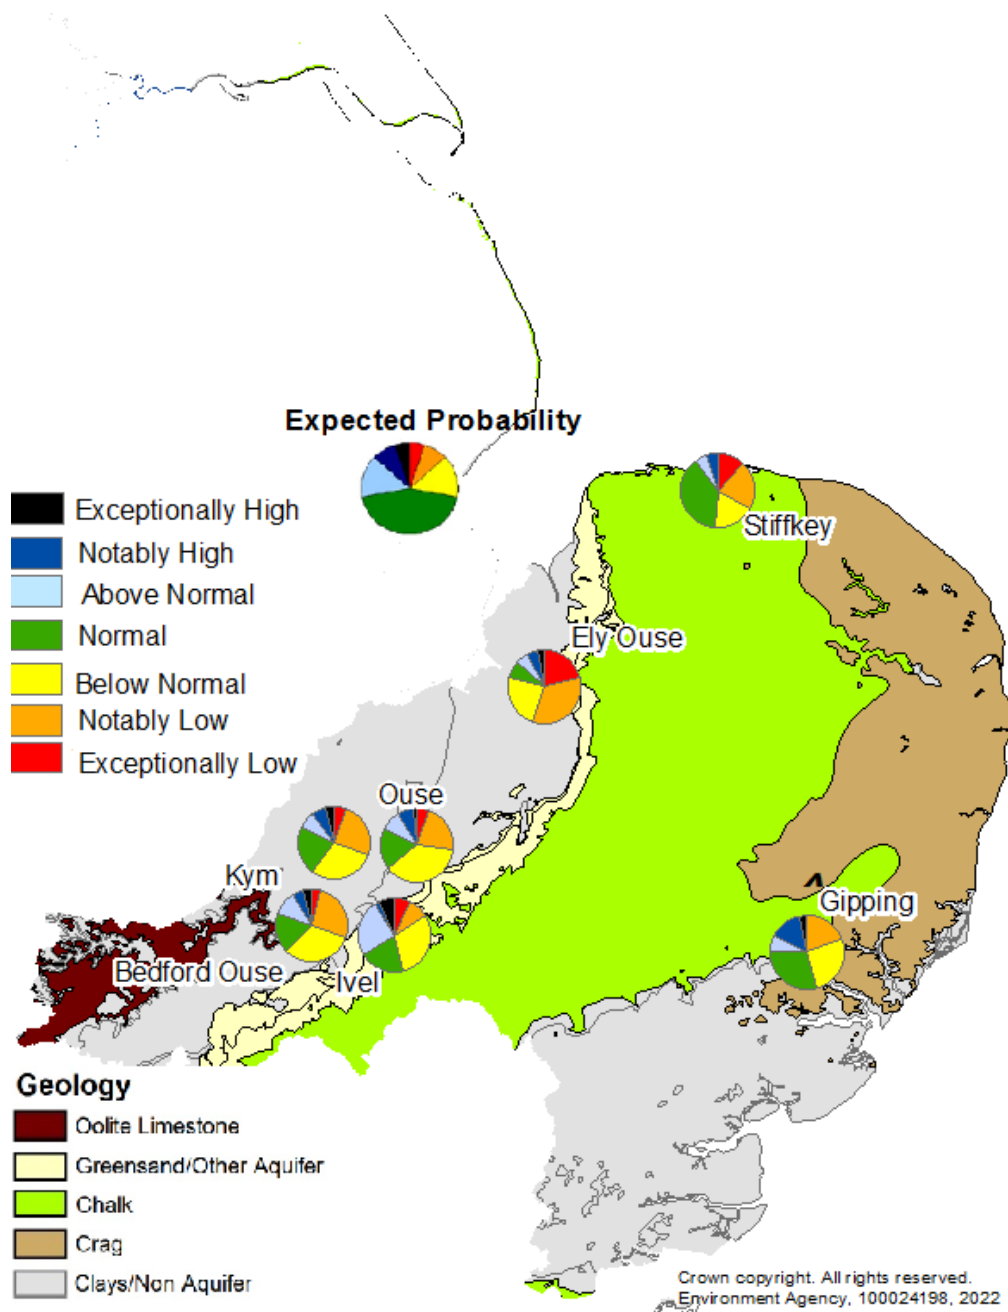 Expected Probability
Exceptionally High
Notably High
Above Normal
Normal
Below Normal
Notably Low
Exceptionally Low
Stiffkey
Ely Ouse
Ouse
Kym
Gipping
Bedford Ouse
Ivel
Geology
Oolite Limestone
Greensand/Other Aquifer
Chalk
Crag
Clays/Non Aquifer
Crown copyright. All rights reserved.
Environment Agency, 100024198, 2022